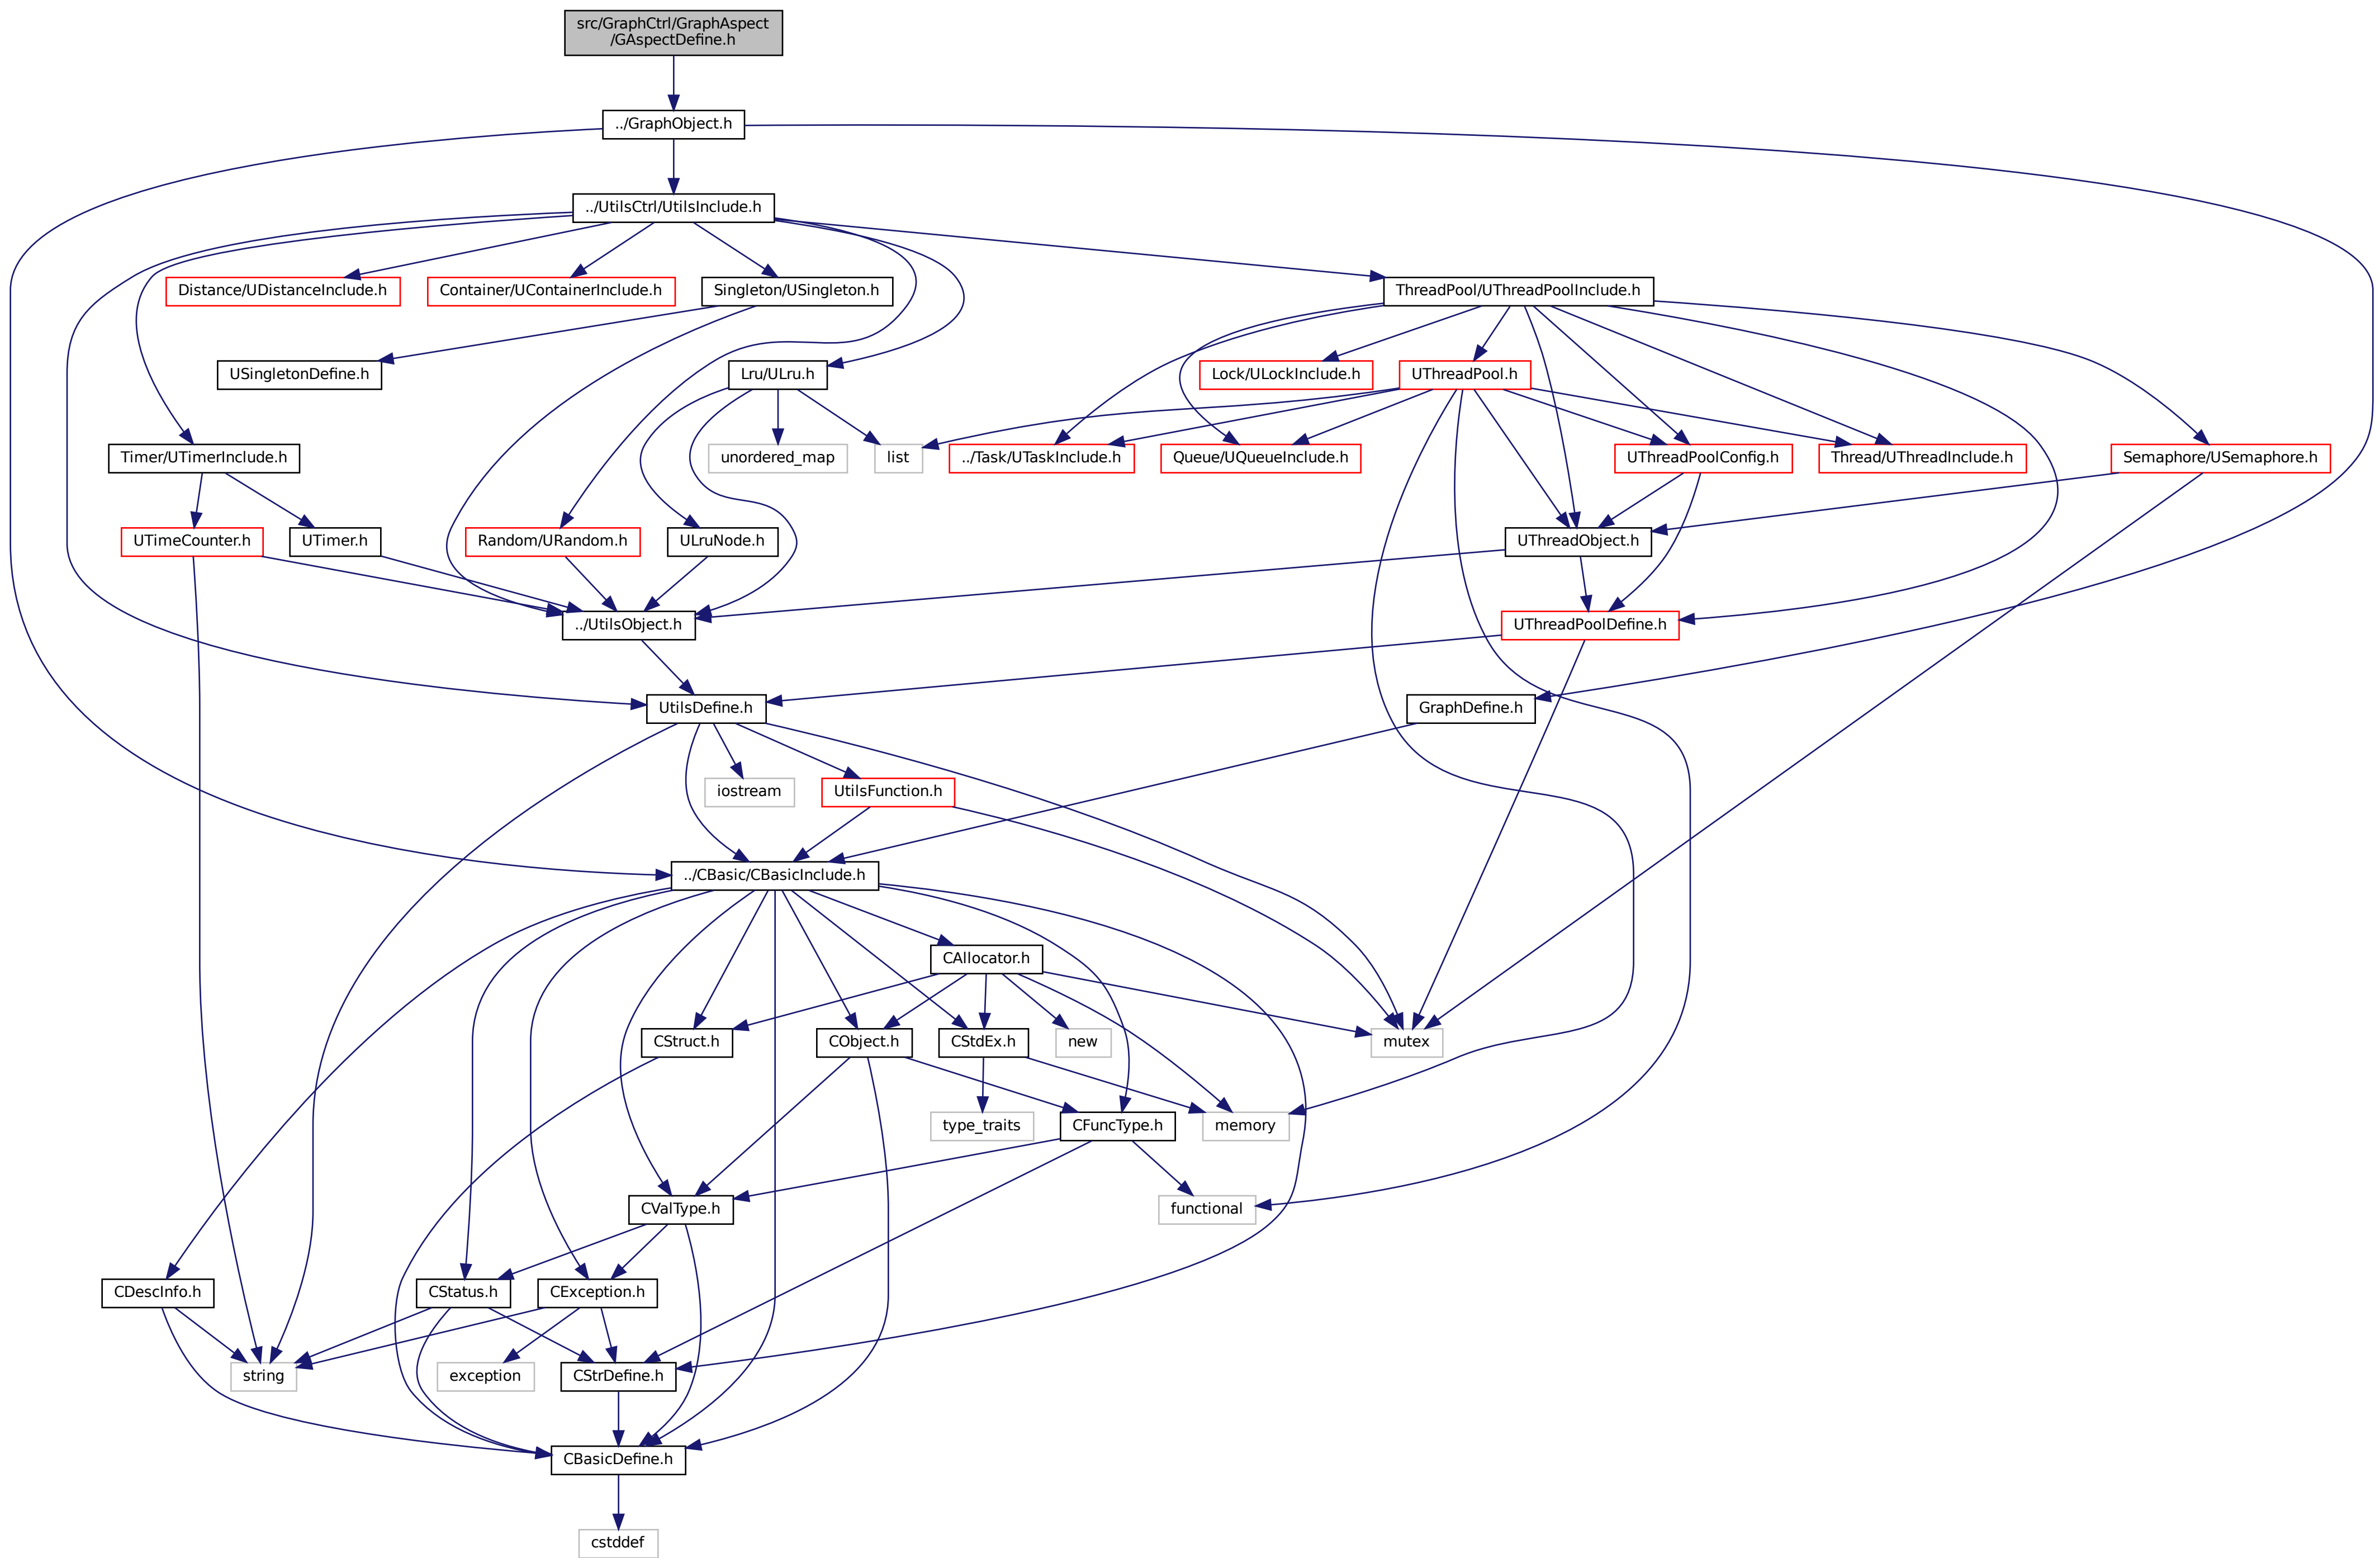 src/GraphCtrl/GraphAspect
/GAspectDefine.h
../GraphObject.h
../UtilsCtrl/UtilsInclude.h
Distance/UDistanceInclude.h
Container/UContainerInclude.h
Singleton/USingleton.h
ThreadPool/UThreadPoolInclude.h
USingletonDefine.h
Lru/ULru.h
Lock/ULockInclude.h
UThreadPool.h
Timer/UTimerInclude.h
unordered_map
list
../Task/UTaskInclude.h
Queue/UQueueInclude.h
UThreadPoolConfig.h
Thread/UThreadInclude.h
Semaphore/USemaphore.h
UTimeCounter.h
UTimer.h
Random/URandom.h
ULruNode.h
UThreadObject.h
../UtilsObject.h
UThreadPoolDefine.h
UtilsDefine.h
GraphDefine.h
iostream
UtilsFunction.h
../CBasic/CBasicInclude.h
CAllocator.h
CStruct.h
CObject.h
CStdEx.h
new
mutex
type_traits
CFuncType.h
memory
CValType.h
functional
CDescInfo.h
CStatus.h
CException.h
string
exception
CStrDefine.h
CBasicDefine.h
cstddef